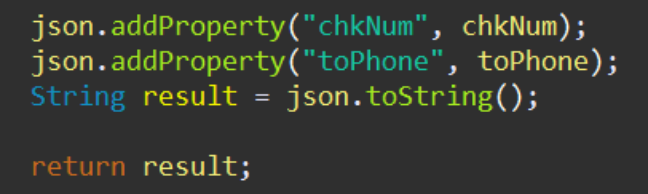 json.addProperty("chkNum", chkNum);
json.addProperty("toPhone", toPhone);
String result = json.toString();
return result;